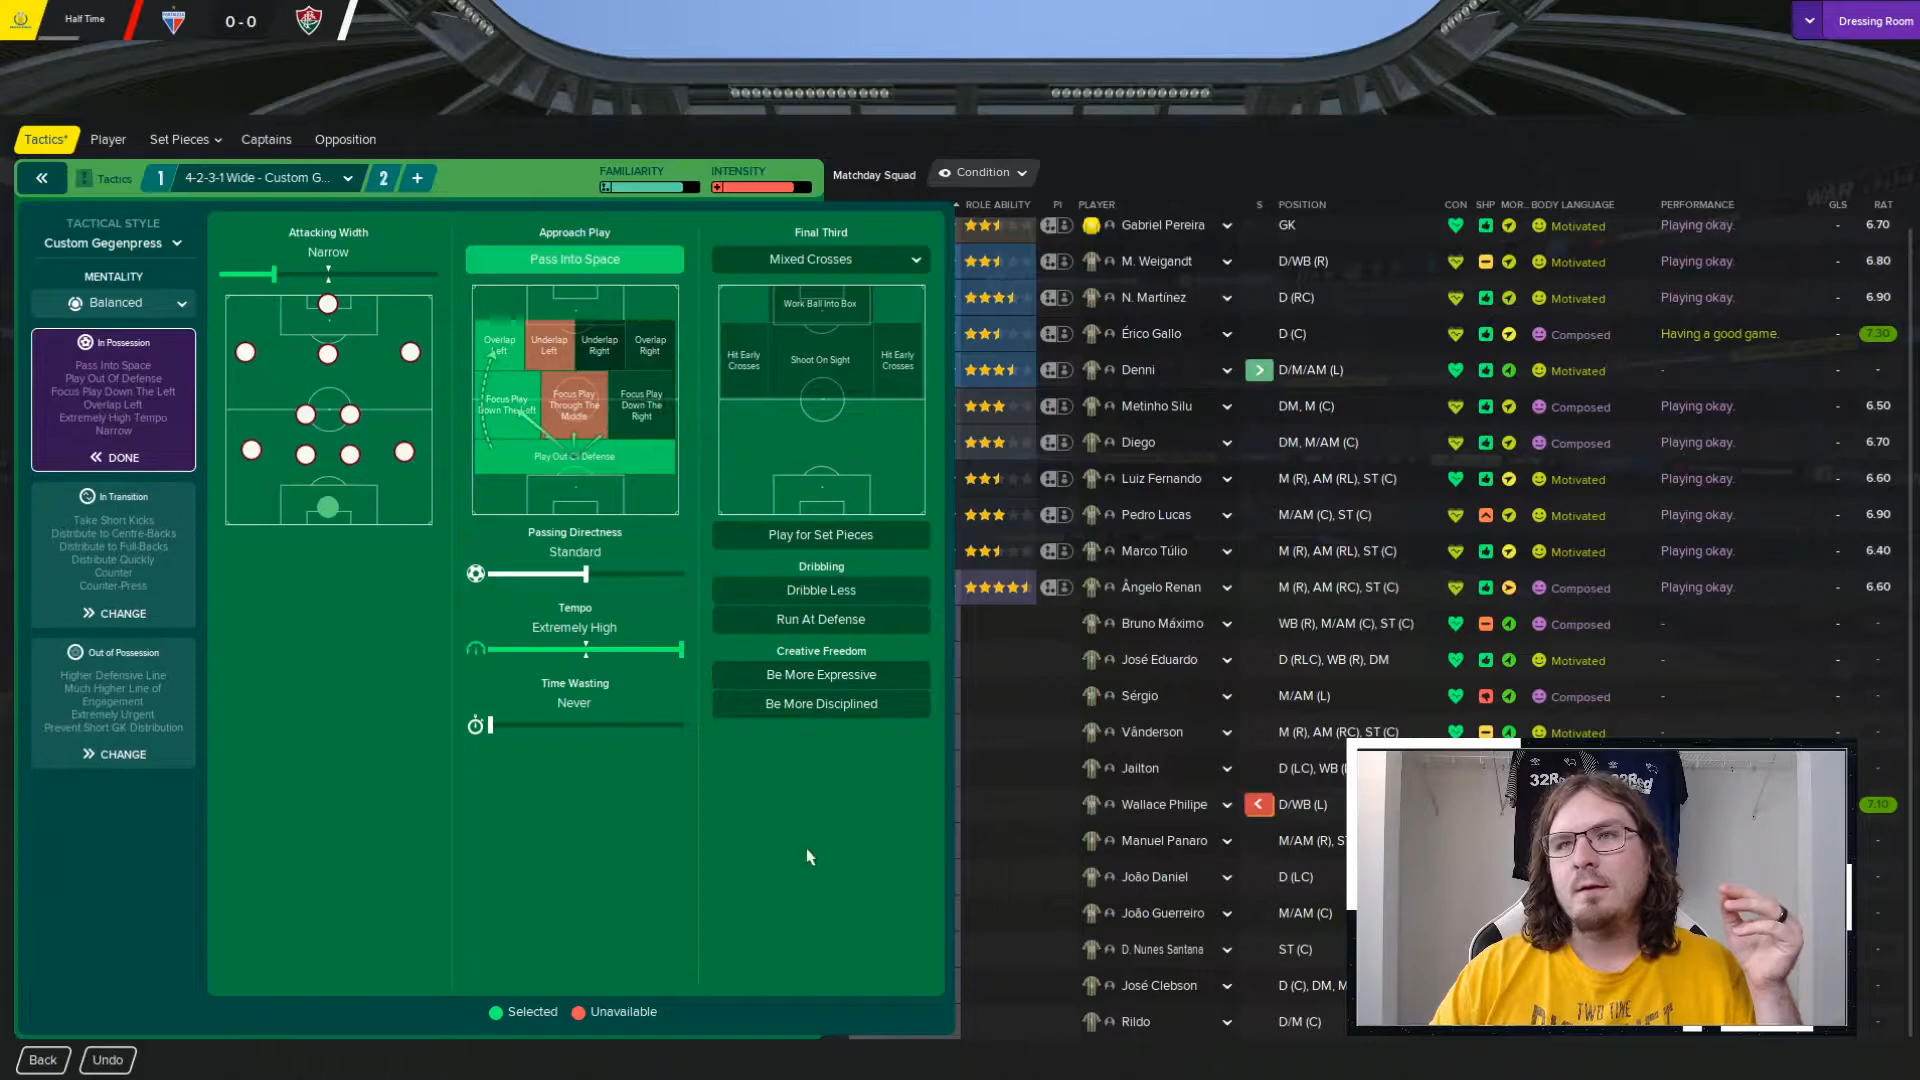 Half Time
FORTALEZA
0 - 0
Dressing Room
Tactics*
Player
Set Pieces
Captains
Opposition
Tactics
1
4-2-3-1 Wide - Custom G...
2
+
FAMILIARITY
INTENSITY
Matchday Squad
Condition
TACTICAL STYLE
Custom Gegenpress
MENTALITY
Balanced
In Possession
Pass Into Space
Play Out Of Defense
Focus Play Down The Left
Overlap Left
Extremely High Tempo
Narrow
DONE
In Transition
Take Short Kicks
Distribute to Centre-Backs
Distribute to Full-Backs
Distribute Quickly
Counter
Counter-Press
CHANGE
Out of Possession
Higher Defensive Line
Much Higher Line of
Engagement
Extremely Urgent
Prevent Short GK Distribution
CHANGE
Attacking Width
Narrow
Approach Play
Pass Into Space
Overlap Left
Underlap Left
Underlap Right
Overlap Right
Focus Play Down The Left
Focus Play Through The Middle
Focus Play Down The Right
Play Out Of Defense
Passing Directness
Standard
Tempo
Extremely High
Time Wasting
Never
Final Third
Mixed Crosses
Work Ball Into Box
Hit Early Crosses
Shoot On Sight
Hit Early Crosses
Play for Set Pieces
Dribbling
Dribble Less
Run At Defense
Creative Freedom
Be More Expressive
Be More Disciplined
Selected
Unavailable
ROLE ABILITY PI PLAYER S POSITION CON SHP MOR... BODY LANGUAGE PERFORMANCE GLS RAT
Gabriel Pereira GK Motivated Playing okay. - 6.70
M. Weigandt D/WB (R) Motivated Playing okay. - 6.80
N. Martínez D (RC) Motivated Playing okay. - 6.90
Érico Gallo D (C) Composed Having a good game. - 7.30
Denni D/M/AM (L) Motivated - - -
Metinho Silu DM, M (C) Composed Playing okay. - 6.50
Diego DM, M/AM (C) Composed Playing okay. - 6.70
Luiz Fernando M (R), AM (RL), ST (C) Motivated Playing okay. - 6.60
Pedro Lucas M/AM (C), ST (C) Motivated Playing okay. - 6.90
Marco Túlio M (R), AM (RL), ST (C) Motivated Playing okay. - 6.40
Ângelo Renan M (R), AM (RC), ST (C) Composed Playing okay. - 6.60
Bruno Máximo WB (R), M/AM (C), ST (C) Composed - - -
José Eduardo D (RLC), WB (R), DM Motivated - - -
Sérgio M/AM (L) Composed - - -
Vânderson M (R), AM (RC), ST (C) Motivated - - -
Jailton D (LC), WB -
Wallace Philipe D/WB (L) 7.10
Manuel Panaro M/AM (R), S -
João Daniel D (LC) -
João Guerreiro M/AM (C) -
D. Nunes Santana ST (C) -
José Clebson D (C), DM, M -
Rildo D/M (C) -
32Red
32Red
TWO TIME
Back
Undo